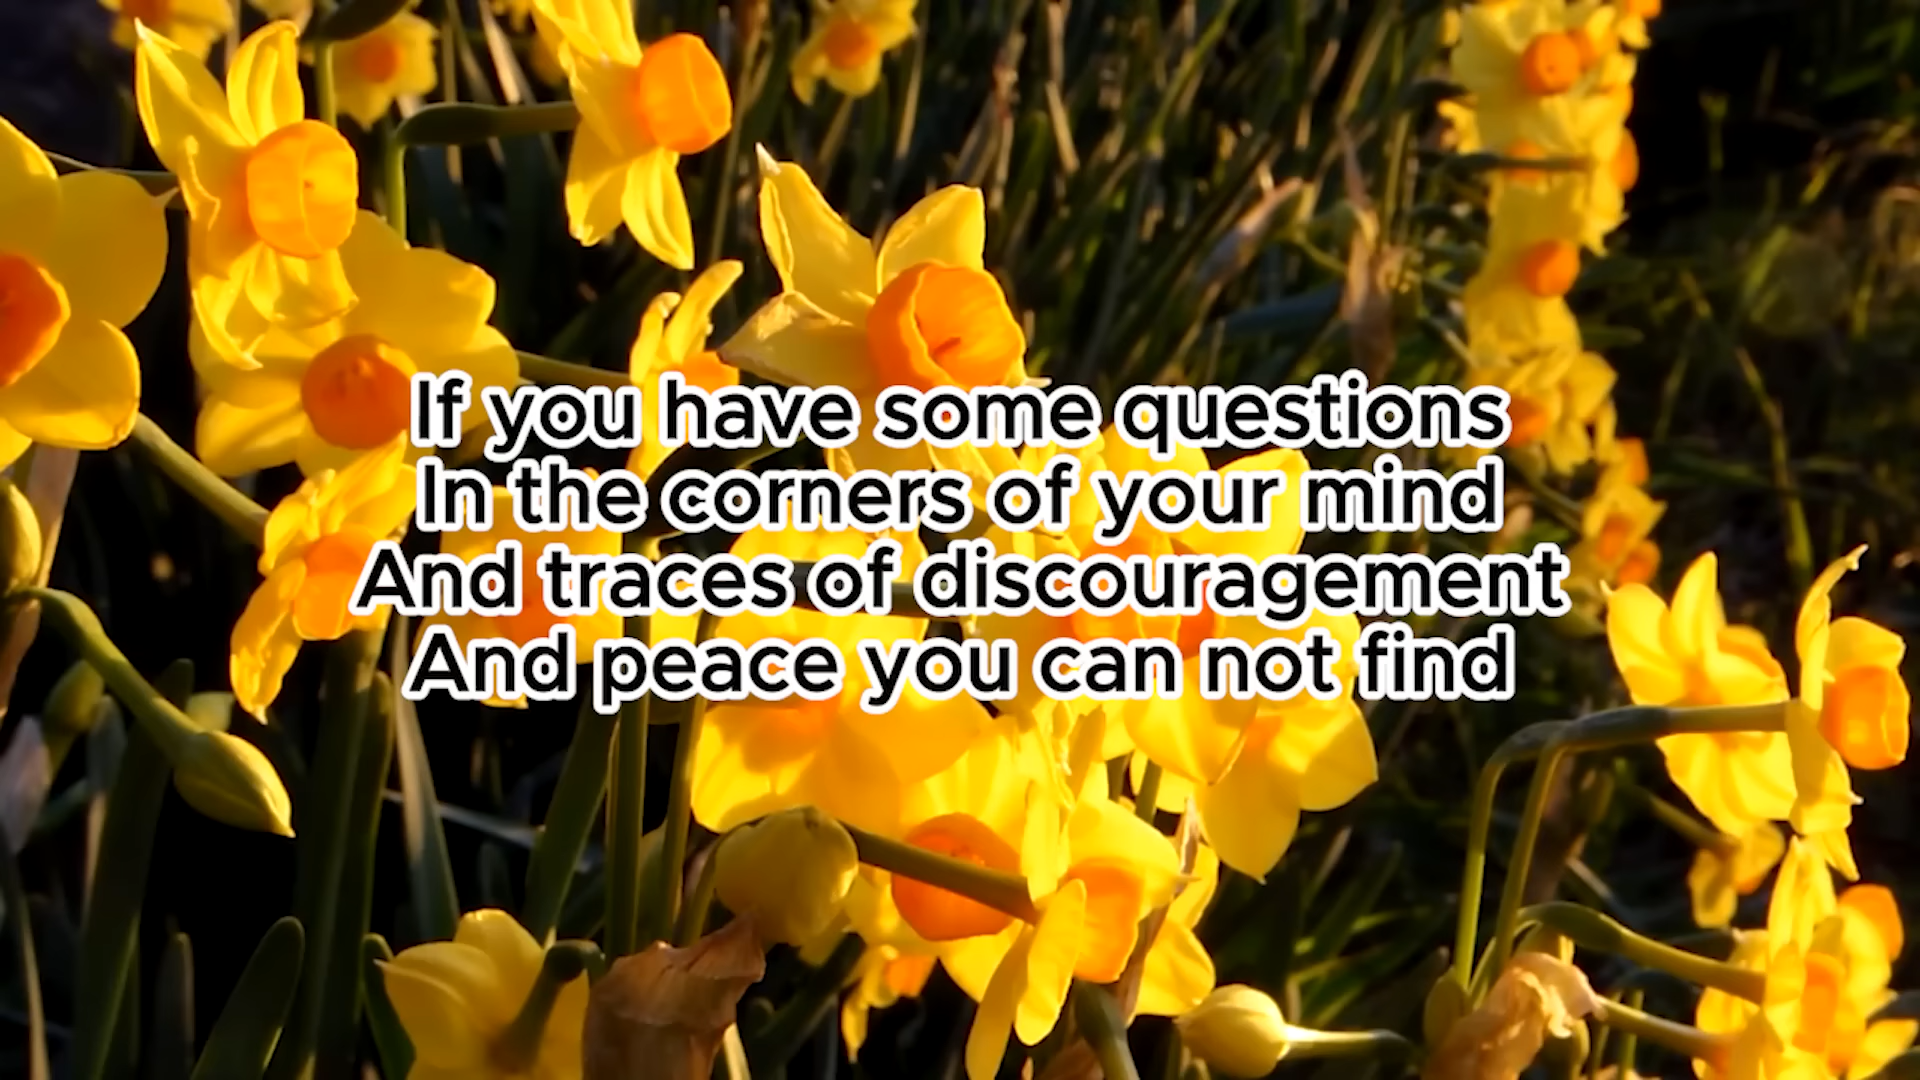 If you have some questions
In the corners of your mind
And traces of discouragement
And peace you can not find